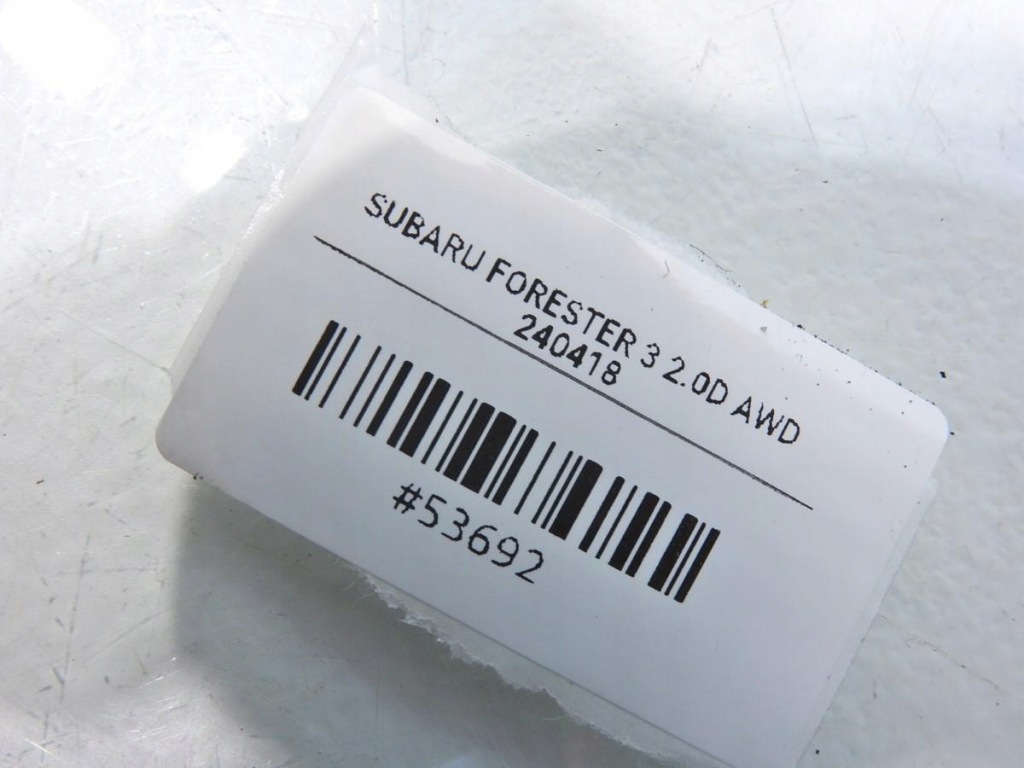 SUBARU FORESTER 3 2.0D AWD
240418
#53692